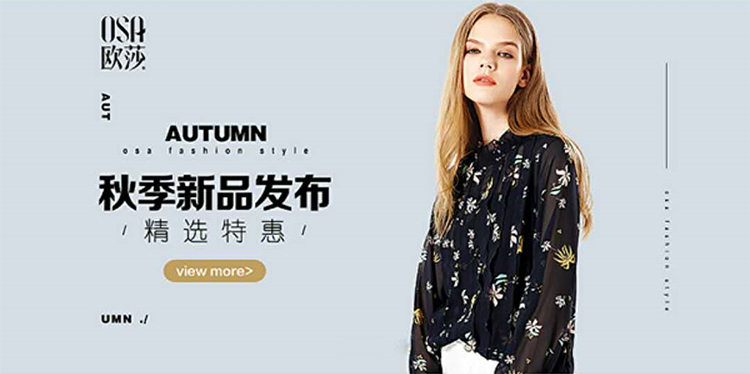 OSA
欧莎
AUT
AUTUMN
osa fashion style
秋季新品发布
/ 精选特惠 /
view more>
UMN ./
osa fashion style